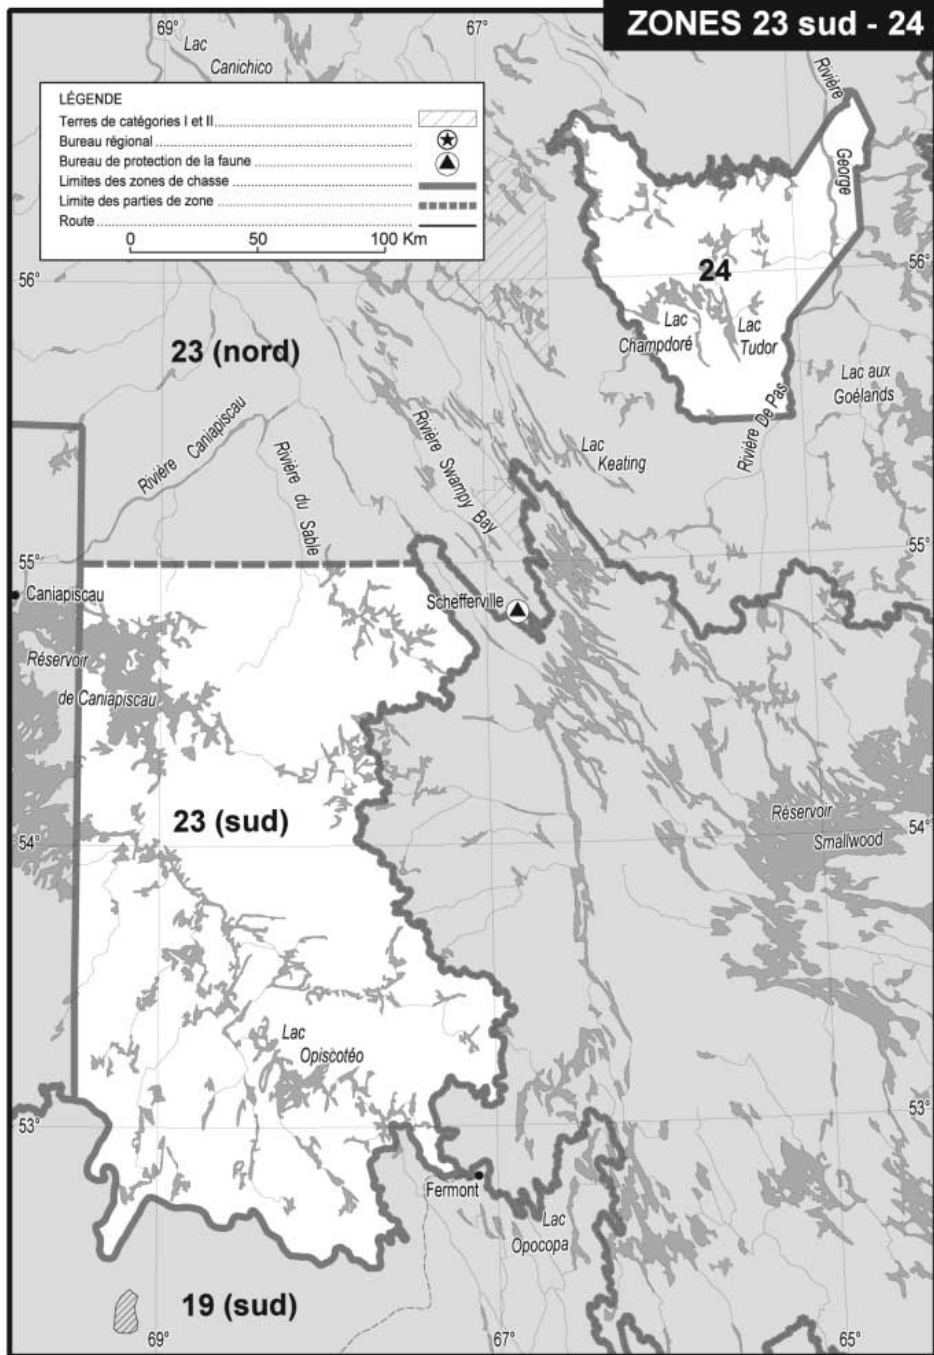 ZONES 23 sud - 24
69°
67°
Lac
Canichico
Rivière
George
LÉGENDE
Terres de catégories I et II
Bureau régional
Bureau de protection de la faune
Limites des zones de chasse
Limite des parties de zone
Route
0 50 100 Km
56°
56°
24
Lac
Champdoré
Lac
Tudor
23 (nord)
Lac aux
Goélands
Rivière De Pas
Rivière Caniapiscau
Rivière du Sable
Rivière Swampy Bay
Lac
Keating
55°
55°
Caniapiscau
Schefferville
Réservoir
de Caniapiscau
23 (sud)
Réservoir
Smallwood
54°
54°
Lac
Opiscotéo
53°
53°
Fermont
Lac
Opocopa
19 (sud)
69°
67°
65°